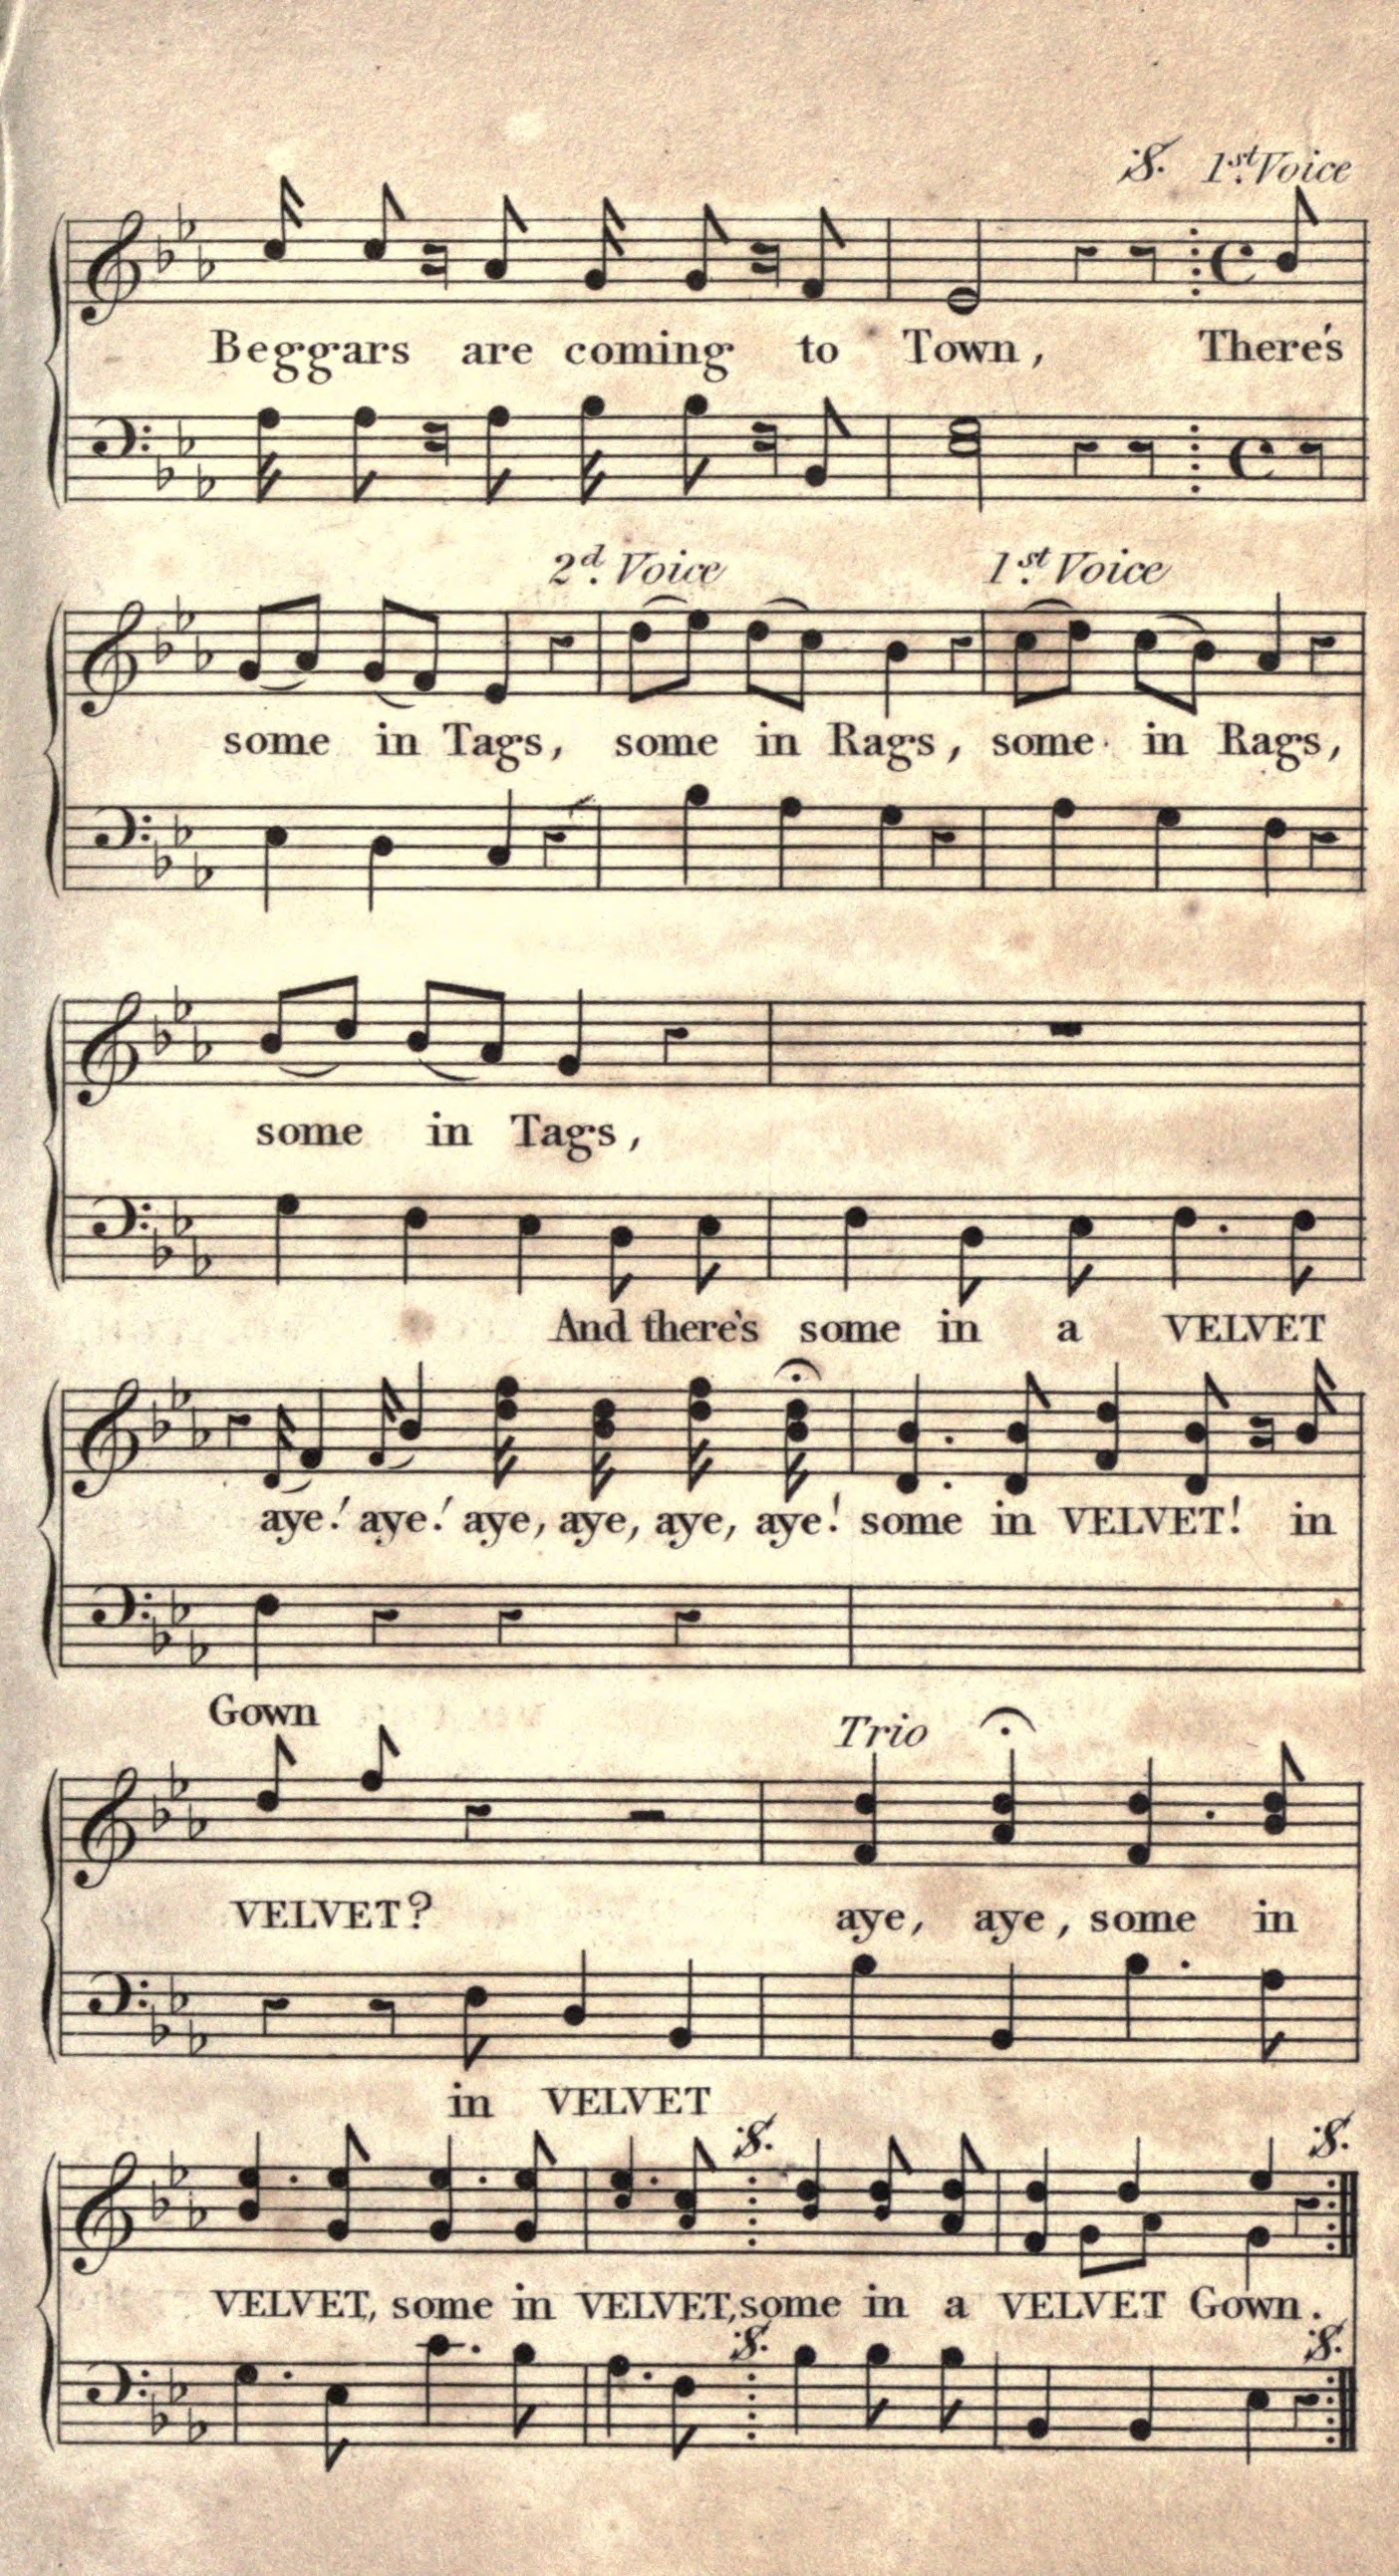 1st. Voice
Beggars are coming to Town, There's
2d. Voice 1st. Voice
some in Tags, some in Rags, some in Rags,
some in Tags,
And there's some in a VELVET
aye! aye! aye, aye, aye, aye! some in VELVET! in
Gown
Trio
VELVET? aye, aye, some in
in VELVET
VELVET, some in VELVET, some in a VELVET Gown.